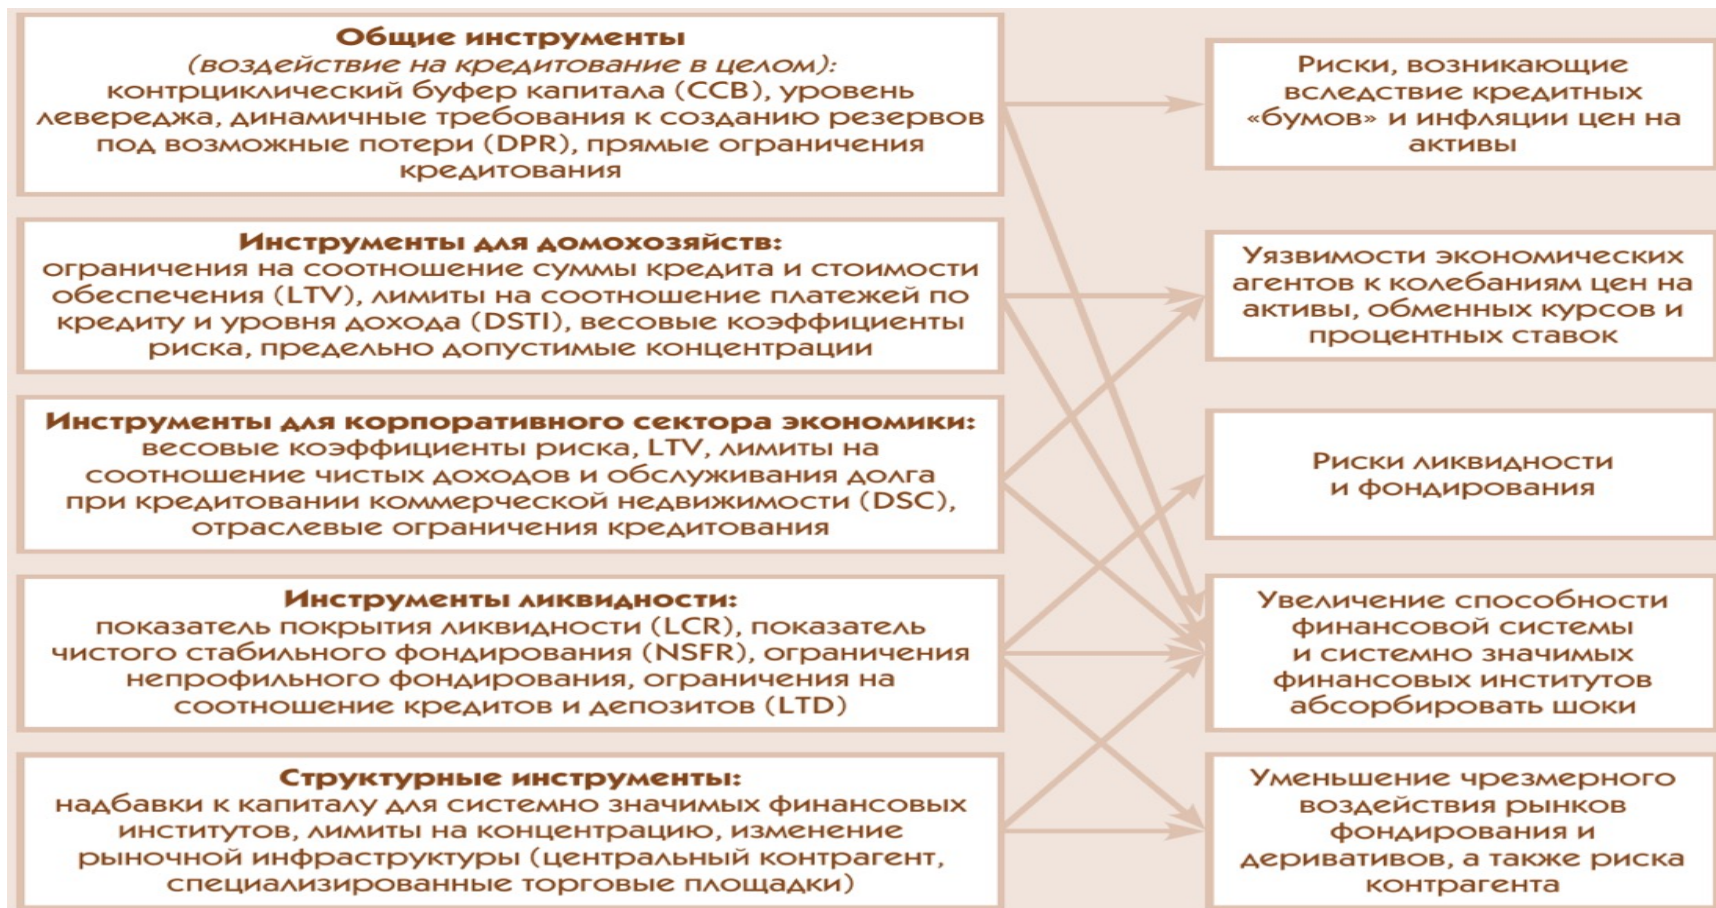 Общие инструменты
(воздействие на кредитование в целом):
контрциклический буфер капитала (CCB), уровень
левереджа, динамичные требования к созданию резервов
под возможные потери (DPR), прямые ограничения
кредитования
Риски, возникающие
вследствие кредитных
«бумов» и инфляции цен на
активы
Инструменты для домохозяйств:
ограничения на соотношение суммы кредита и стоимости
обеспечения (LTV), лимиты на соотношение платежей по
кредиту и уровня дохода (DSTI), весовые коэффициенты
риска, предельно допустимые концентрации
Уязвимости экономических
агентов к колебаниям цен на
активы, обменных курсов и
процентных ставок
Инструменты для корпоративного сектора экономики:
весовые коэффициенты риска, LTV, лимиты на
соотношение чистых доходов и обслуживания долга
при кредитовании коммерческой недвижимости (DSC),
отраслевые ограничения кредитования
Риски ликвидности
и фондирования
Инструменты ликвидности:
показатель покрытия ликвидности (LCR), показатель
чистого стабильного фондирования (NSFR), ограничения
непрофильного фондирования, ограничения на
соотношение кредитов и депозитов (LTD)
Увеличение способности
финансовой системы
и системно значимых
финансовых институтов
абсорбировать шоки
Структурные инструменты:
надбавки к капиталу для системно значимых финансовых
институтов, лимиты на концентрацию, изменение
рыночной инфраструктуры (центральный контрагент,
специализированные торговые площадки)
Уменьшение чрезмерного
воздействия рынков
фондирования и
деривативов, а также риска
контрагента